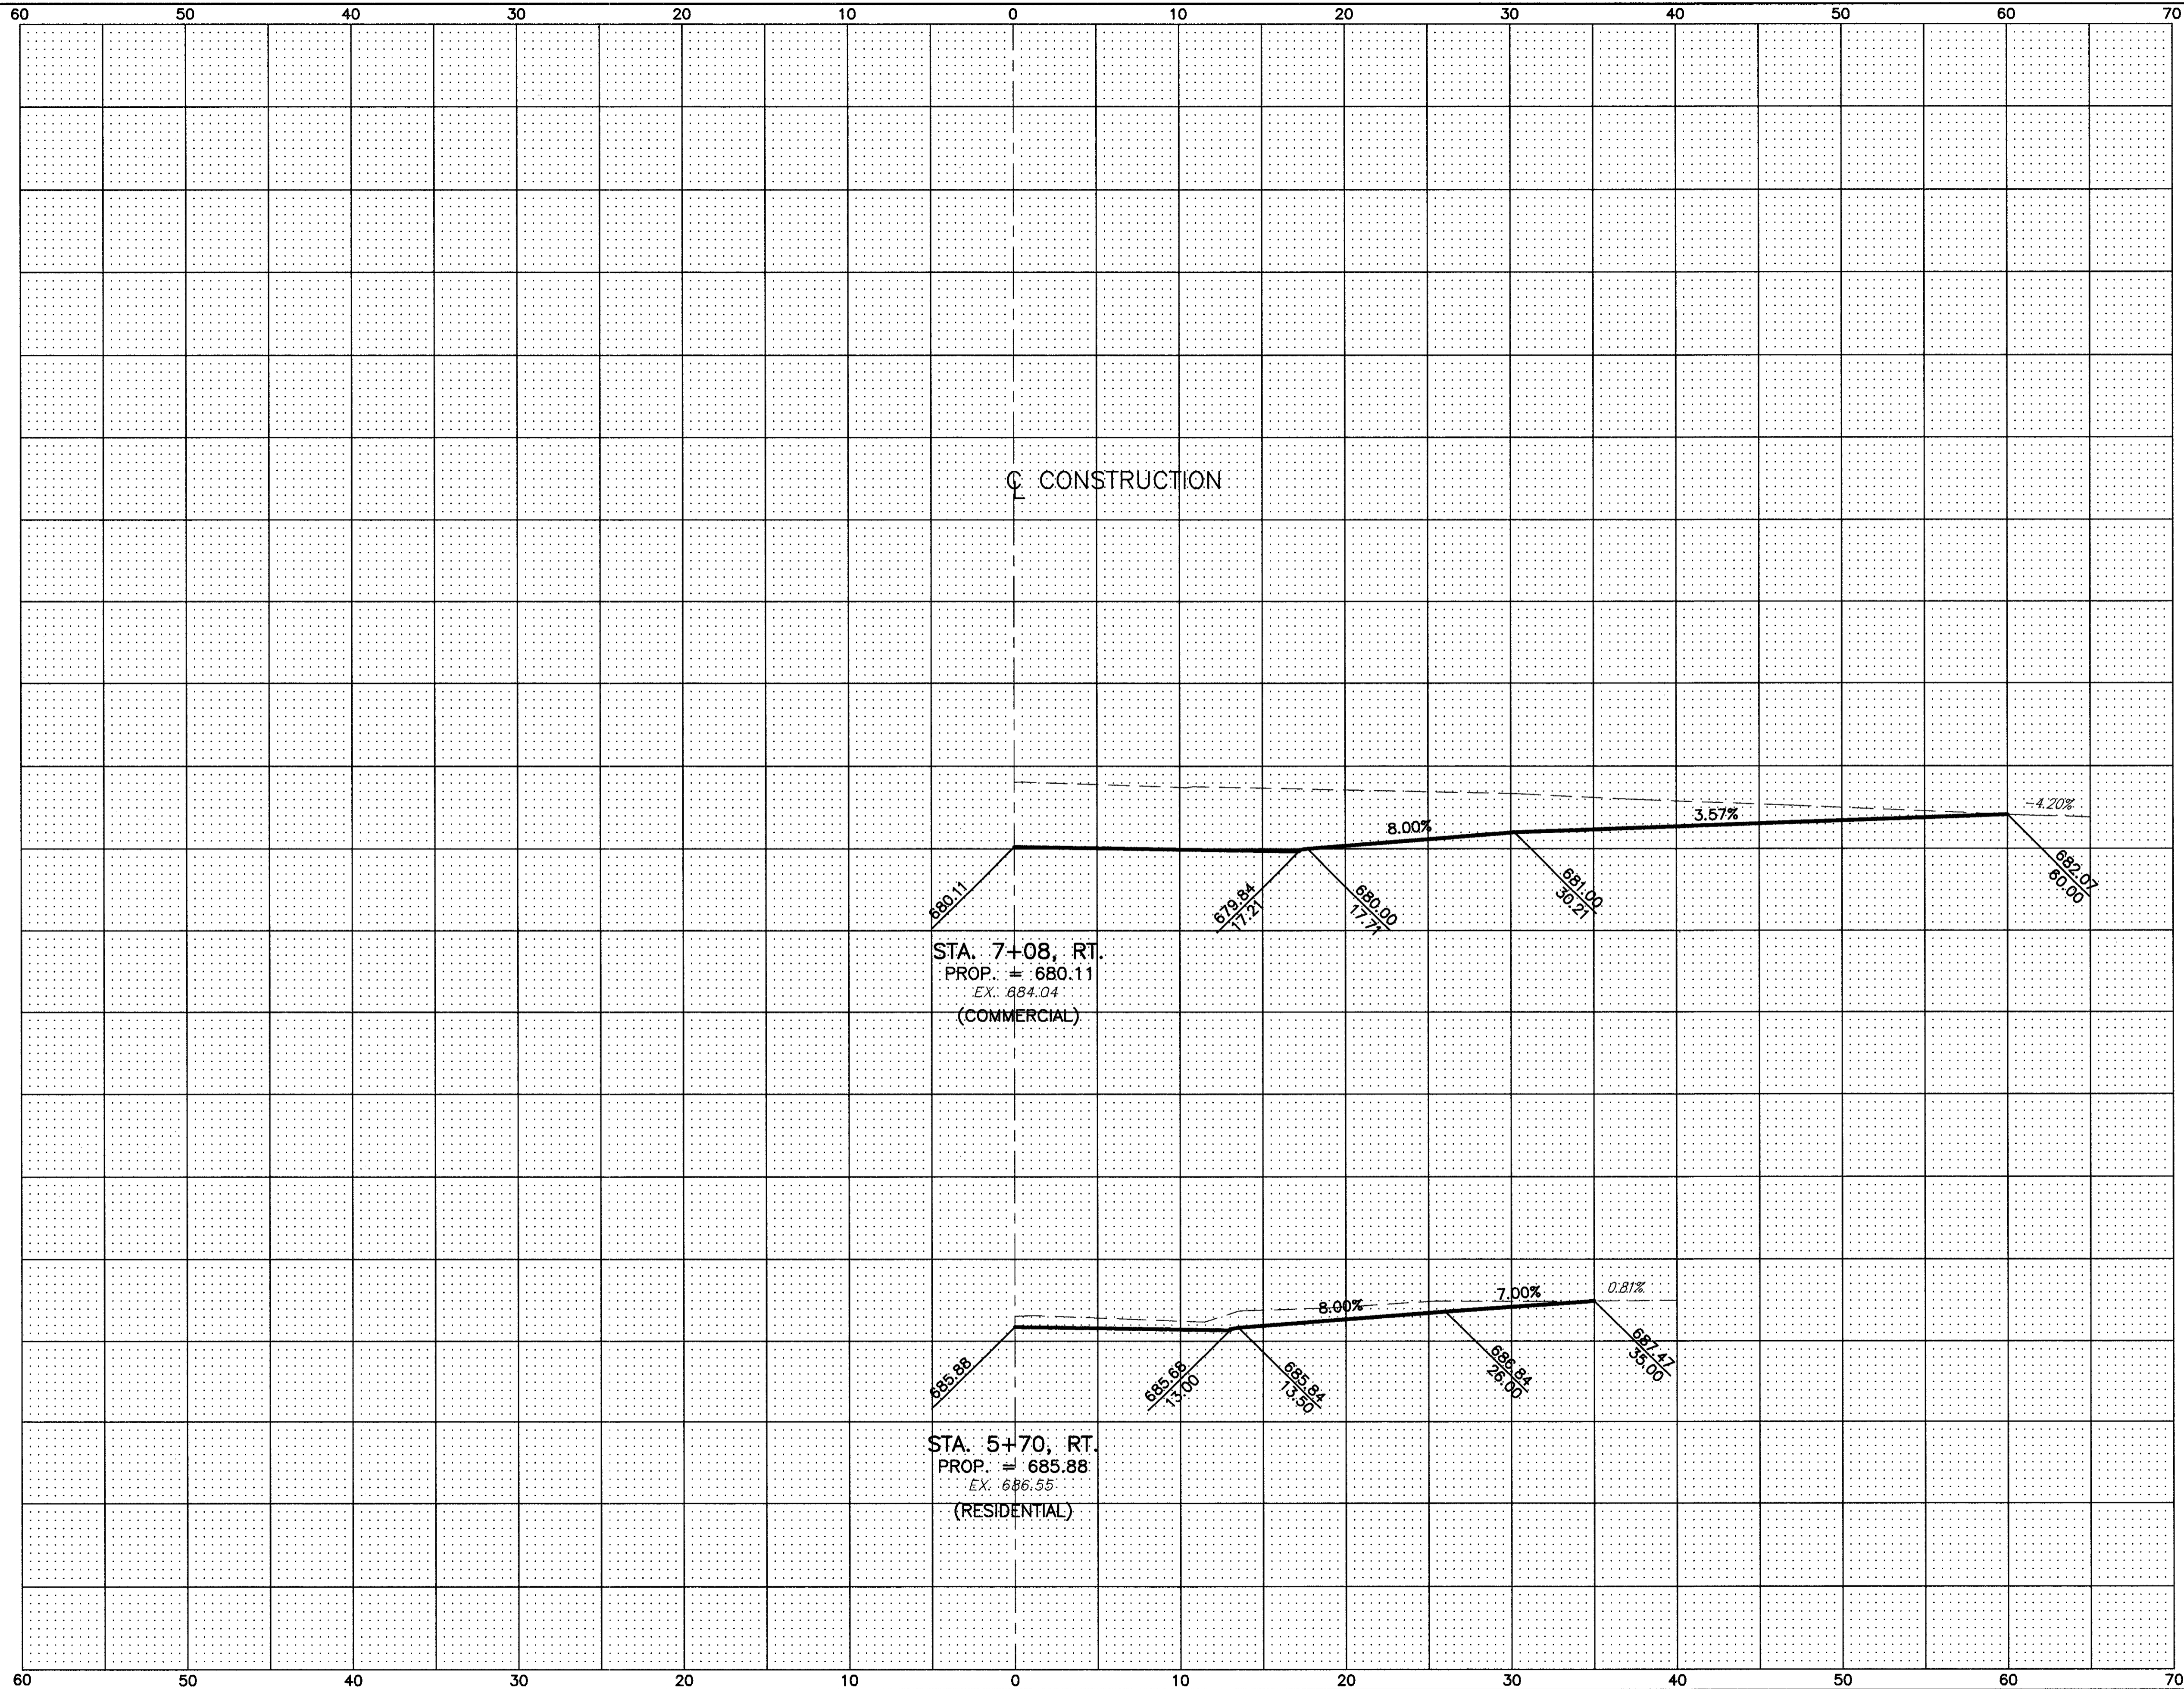 60 50 40 30 20 10 0 10 20 30 40 50 60 70
℄ CONSTRUCTION
-4.20%
3.57%
8.00%
680.11
679.84
17.21
680.00
17.71
681.00
30.21
682.07
60.00
STA. 7+08, RT.
PROP. = 680.11
EX. 684.04
(COMMERCIAL)
0.81%
7.00%
8.00%
685.88
685.68
13.00
685.84
13.50
686.84
26.00
687.47
35.00
STA. 5+70, RT.
PROP. = 685.88
EX. 686.55
(RESIDENTIAL)
60 50 40 30 20 10 0 10 20 30 40 50 60 70